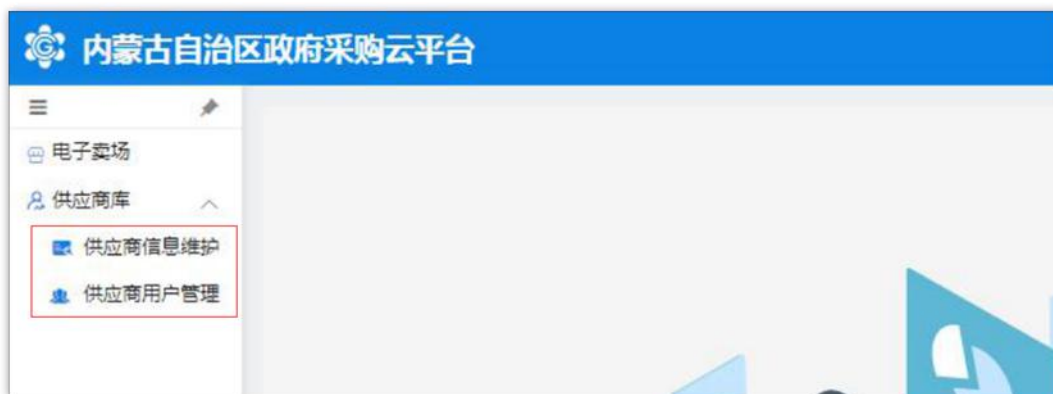 内蒙古自治区政府采购云平台
电子卖场
供应商库
供应商信息维护
供应商用户管理